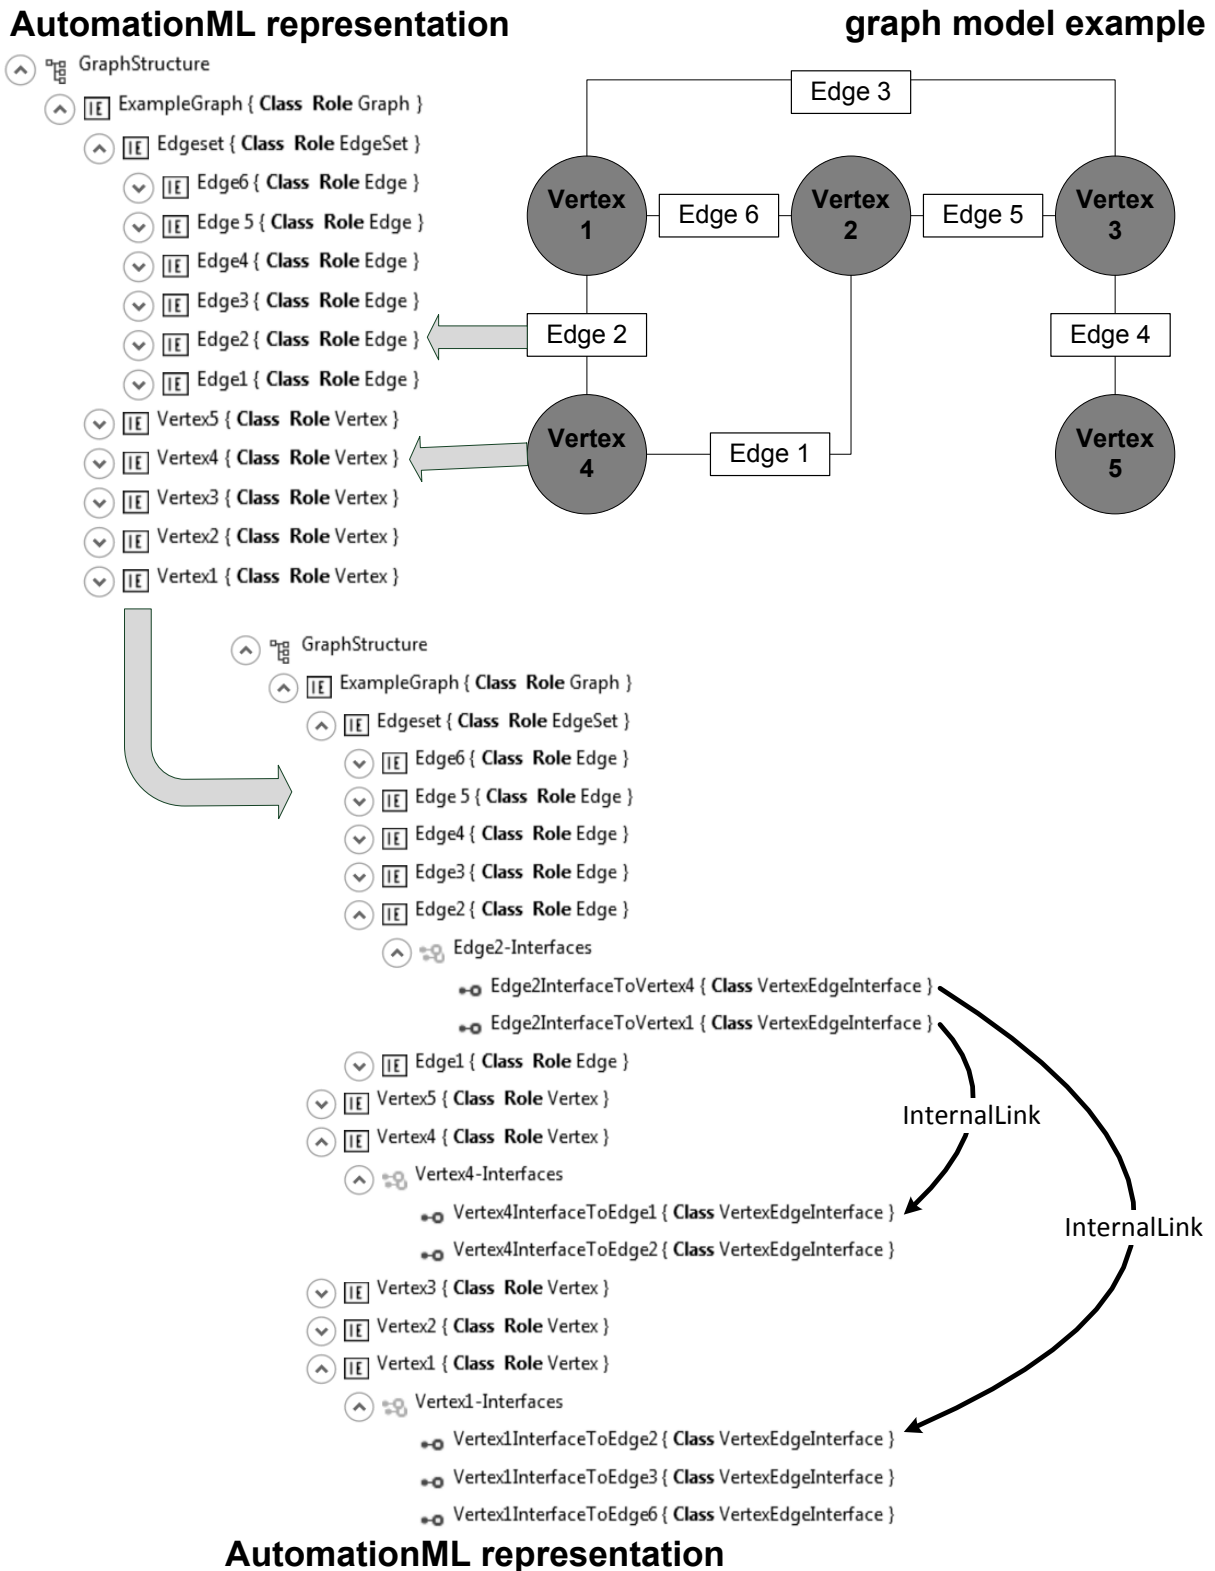 AutomationML representation
graph model example
GraphStructure
ExampleGraph { Class Role Graph }
Edgeset { Class Role EdgeSet }
Edge6 { Class Role Edge }
Edge 5 { Class Role Edge }
Edge4 { Class Role Edge }
Edge3 { Class Role Edge }
Edge2 { Class Role Edge }
Edge1 { Class Role Edge }
Vertex5 { Class Role Vertex }
Vertex4 { Class Role Vertex }
Vertex3 { Class Role Vertex }
Vertex2 { Class Role Vertex }
Vertex1 { Class Role Vertex }
Edge 3
Vertex
1
Edge 6
Vertex
2
Edge 5
Vertex
3
Edge 2
Edge 4
Vertex
4
Edge 1
Vertex
5
GraphStructure
ExampleGraph { Class Role Graph }
Edgeset { Class Role EdgeSet }
Edge6 { Class Role Edge }
Edge 5 { Class Role Edge }
Edge4 { Class Role Edge }
Edge3 { Class Role Edge }
Edge2 { Class Role Edge }
Edge2-Interfaces
Edge2InterfaceToVertex4 { Class VertexEdgeInterface }
Edge2InterfaceToVertex1 { Class VertexEdgeInterface }
Edge1 { Class Role Edge }
Vertex5 { Class Role Vertex }
Vertex4 { Class Role Vertex }
Vertex4-Interfaces
Vertex4InterfaceToEdge1 { Class VertexEdgeInterface }
Vertex4InterfaceToEdge2 { Class VertexEdgeInterface }
Vertex3 { Class Role Vertex }
Vertex2 { Class Role Vertex }
Vertex1 { Class Role Vertex }
Vertex1-Interfaces
Vertex1InterfaceToEdge2 { Class VertexEdgeInterface }
Vertex1InterfaceToEdge3 { Class VertexEdgeInterface }
Vertex1InterfaceToEdge6 { Class VertexEdgeInterface }
InternalLink
InternalLink
AutomationML representation